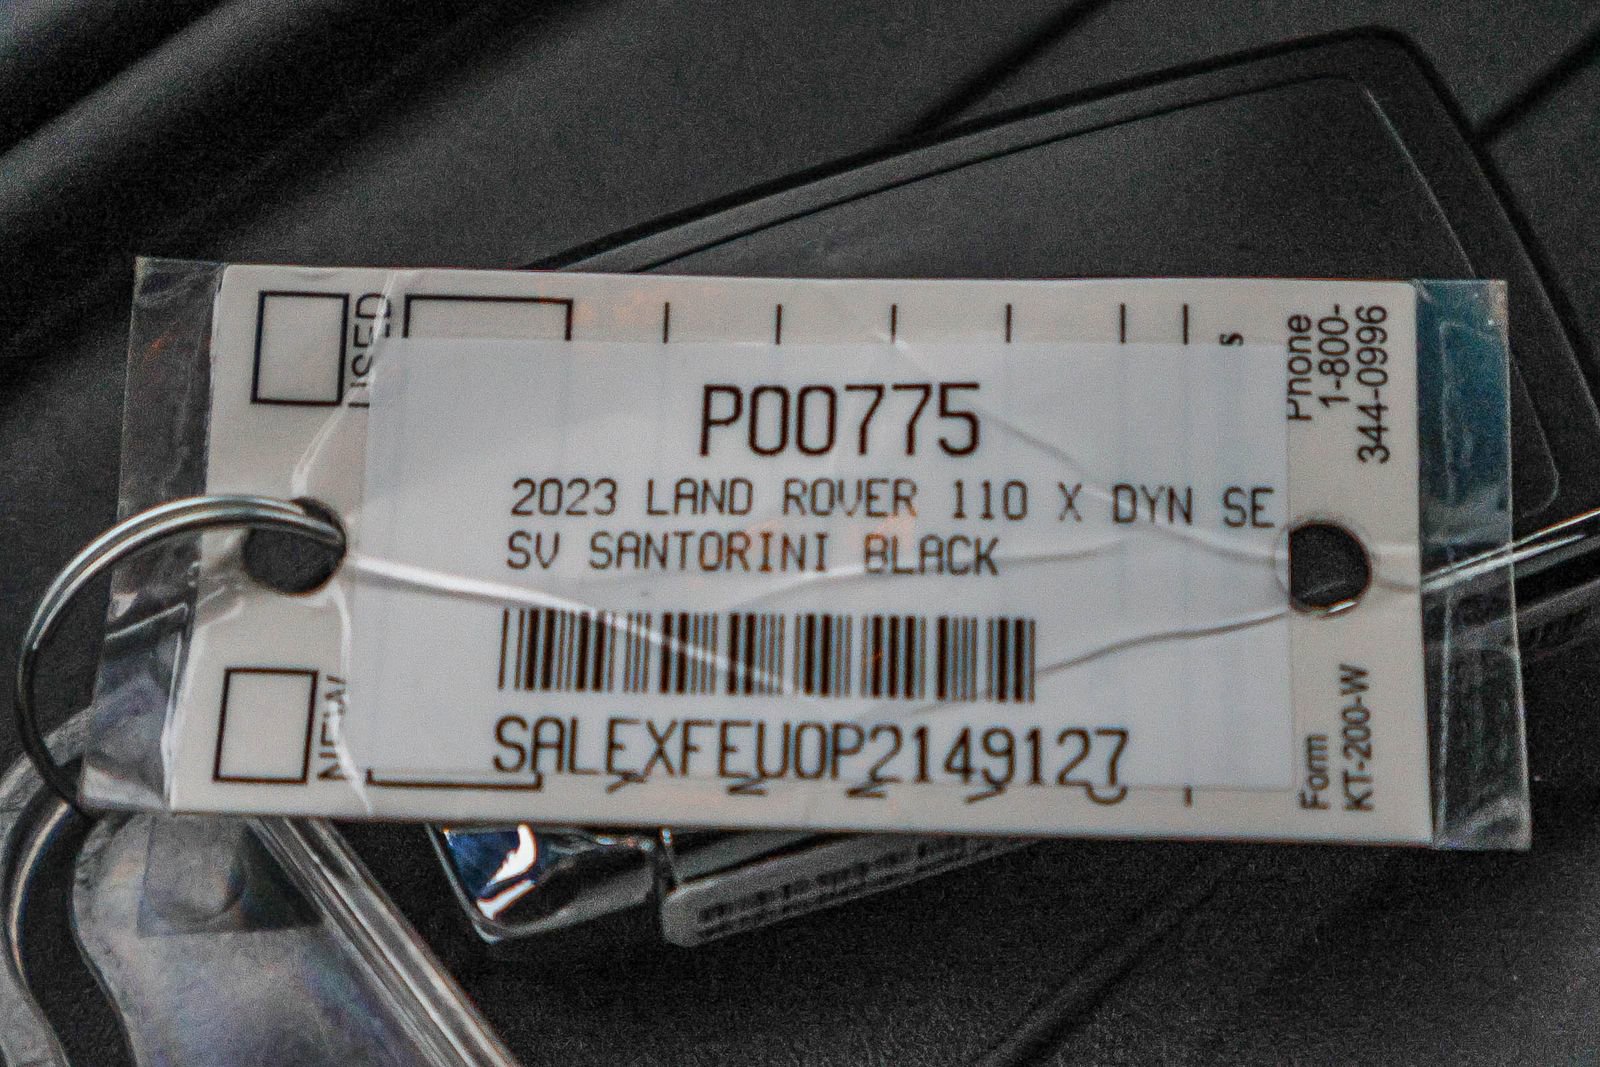 USED
P00775
2023 LAND ROVER 110 X DYN SE
SV SANTORINI BLACK
SALEXFEU0P2149127
NEW
Phone
1-800-
344-0996
Form
KT-200-W